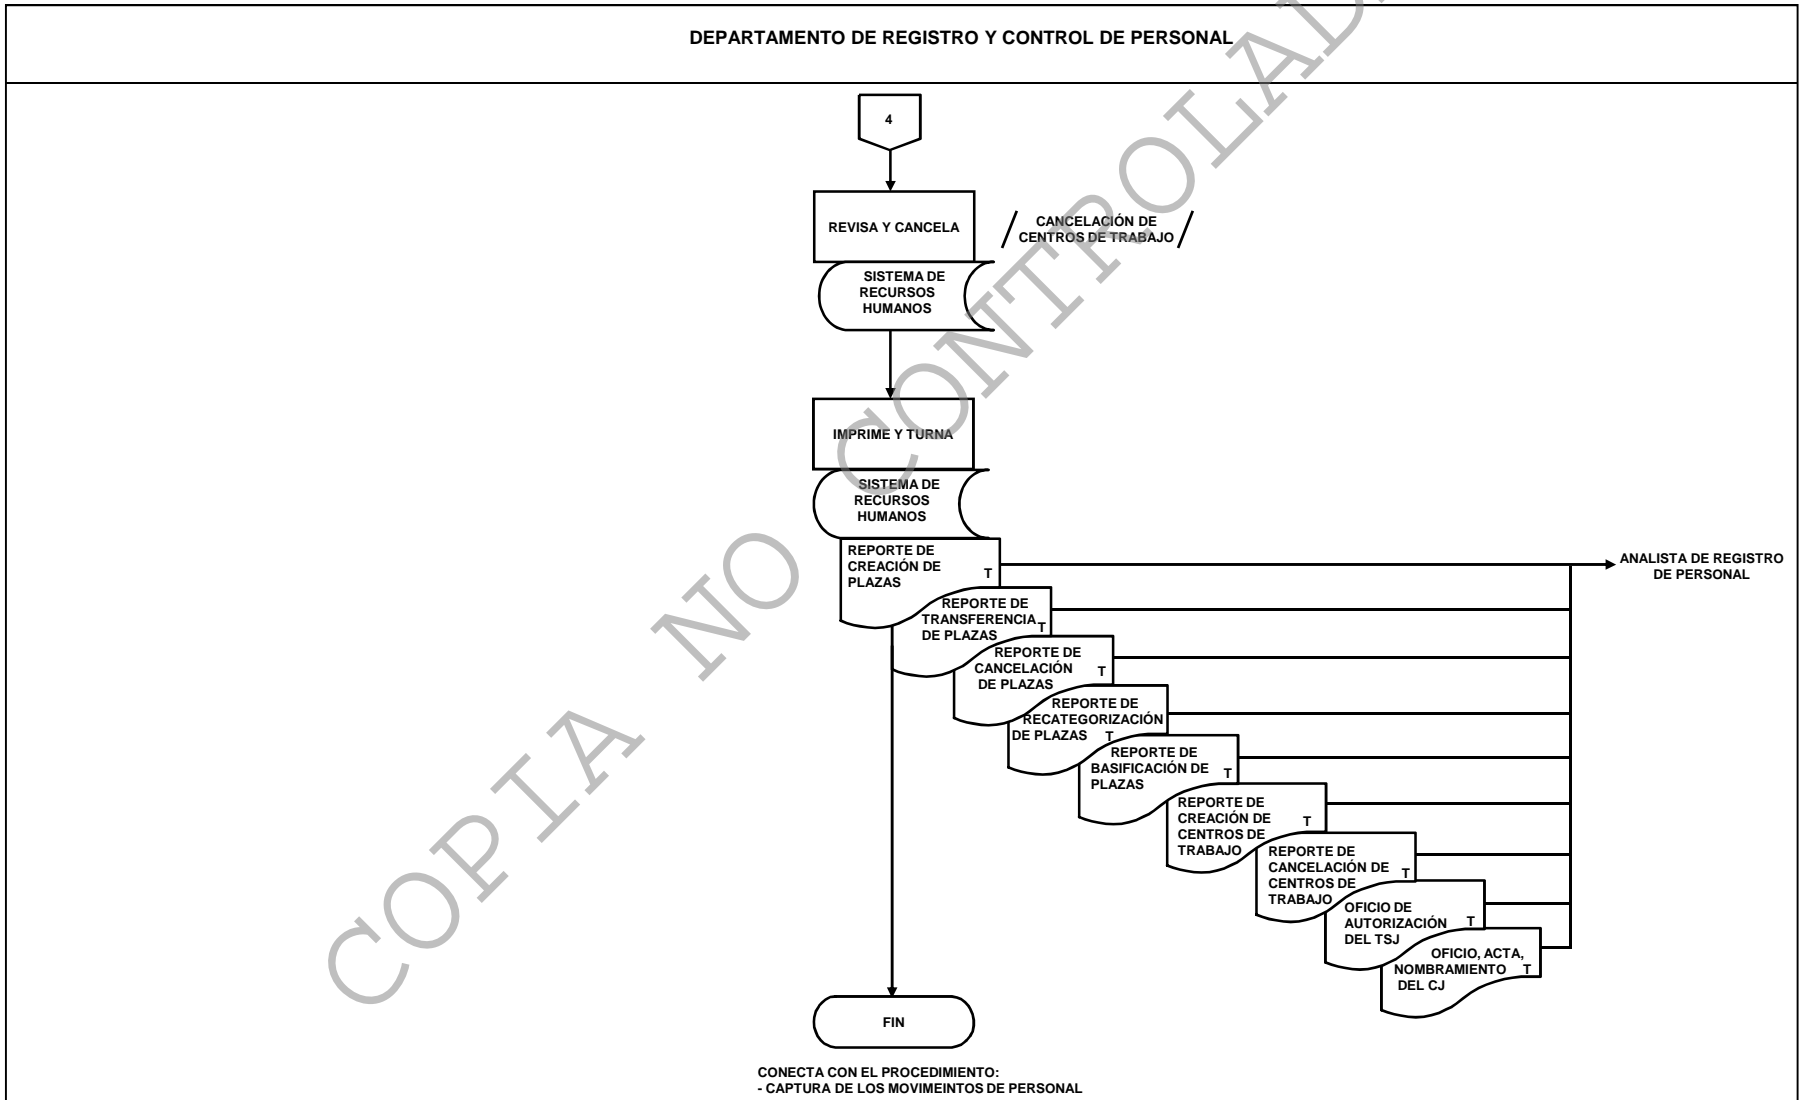 DEPARTAMENTO DE REGISTRO Y CONTROL DE PERSONAL
4
REVISA Y CANCELA
CANCELACIÓN DE
CENTROS DE TRABAJO
SISTEMA DE
RECURSOS
HUMANOS
IMPRIME Y TURNA
SISTEMA DE
RECURSOS
HUMANOS
REPORTE DE
CREACIÓN DE
PLAZAS
T
ANALISTA DE REGISTRO
DE PERSONAL
REPORTE DE
TRANSFERENCIA
DE PLAZAS
T
REPORTE DE
CANCELACIÓN
DE PLAZAS
T
REPORTE DE
RECATEGORIZACIÓN
DE PLAZAS
T
REPORTE DE
BASIFICACIÓN DE
PLAZAS
T
REPORTE DE
CREACIÓN DE
CENTROS DE
TRABAJO
T
REPORTE DE
CANCELACIÓN DE
CENTROS DE
TRABAJO
T
OFICIO DE
AUTORIZACIÓN
DEL TSJ
T
OFICIO, ACTA,
NOMBRAMIENTO
DEL CJ
T
FIN
CONECTA CON EL PROCEDIMIENTO:
- CAPTURA DE LOS MOVIMEINTOS DE PERSONAL
COPIA NO CONTROLAD